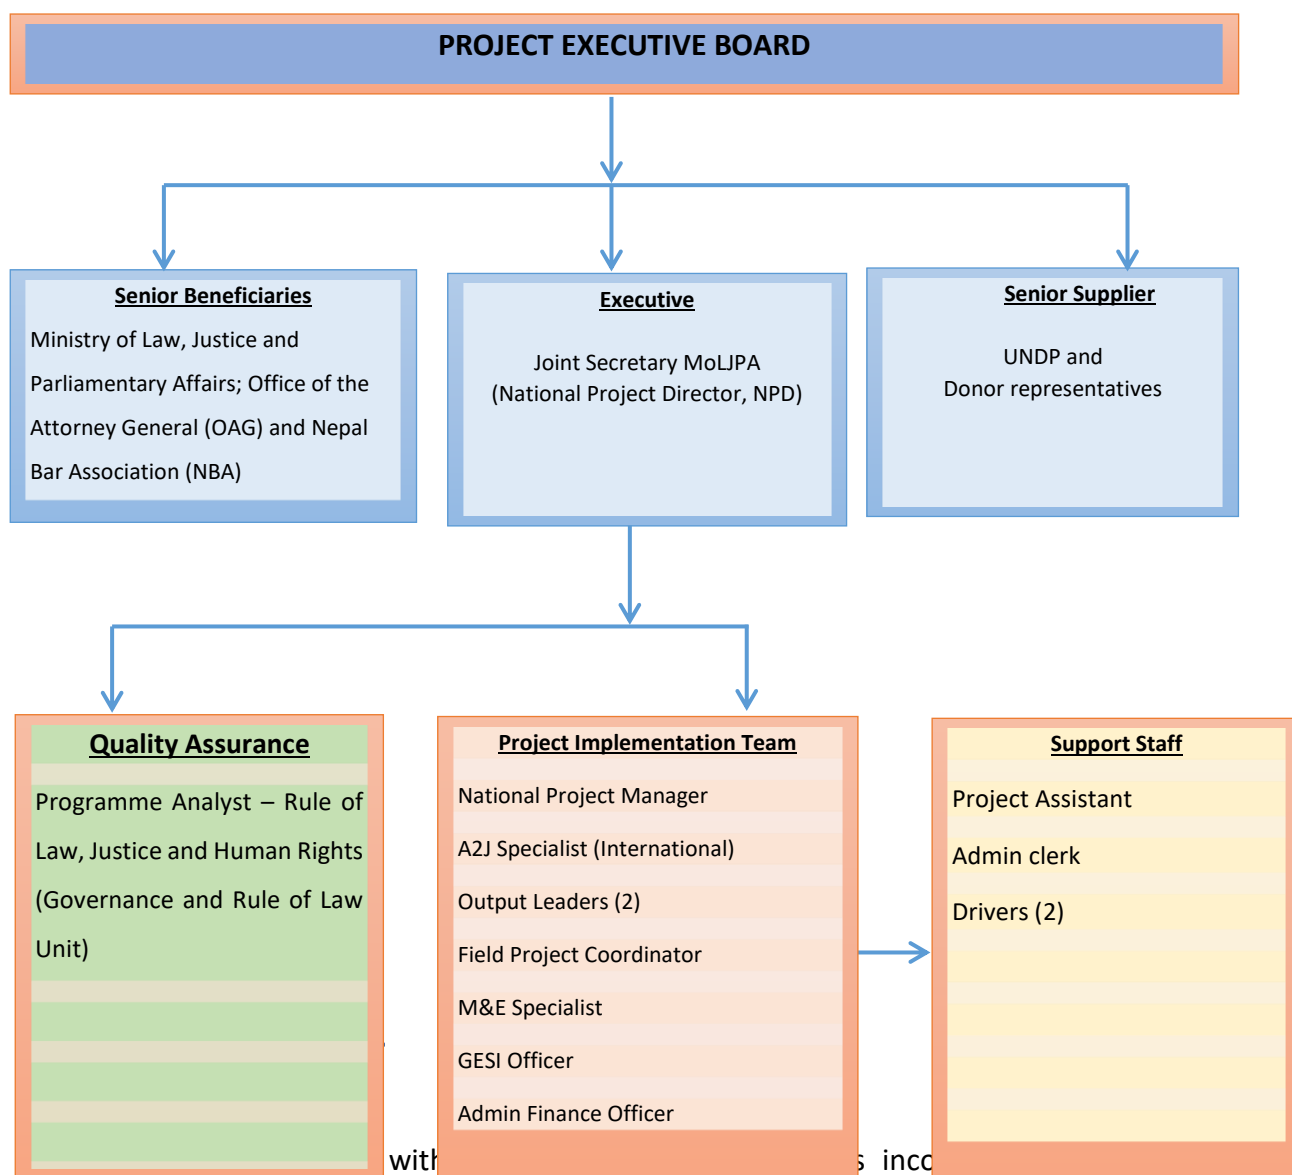 PROJECT EXECUTIVE BOARD
Senior Beneficiaries
Ministry of Law, Justice and
Parliamentary Affairs; Office of the
Attorney General (OAG) and Nepal
Bar Association (NBA)
Executive
Joint Secretary MoLJPA
(National Project Director, NPD)
Senior Supplier
UNDP and
Donor representatives
Quality Assurance
Programme Analyst – Rule of
Law, Justice and Human Rights
(Governance and Rule of Law
Unit)
Project Implementation Team
National Project Manager
A2J Specialist (International)
Output Leaders (2)
Field Project Coordinator
M&E Specialist
GESI Officer
Admin Finance Officer
Support Staff
Project Assistant
Admin clerk
Drivers (2)